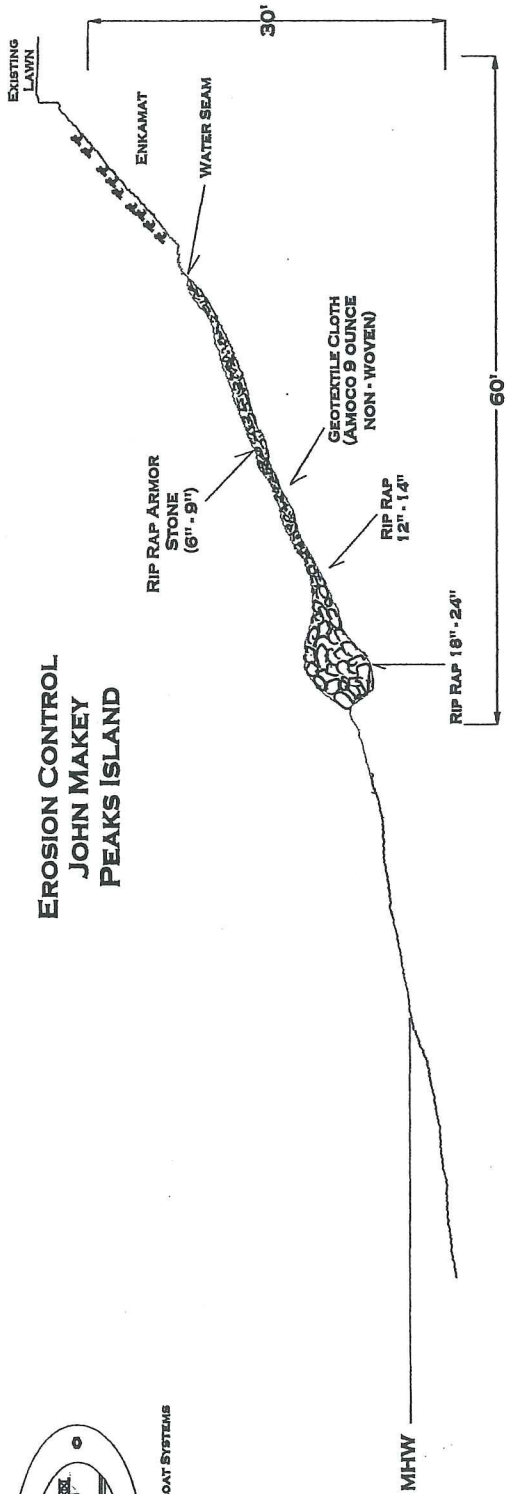 EROSION CONTROL
JOHN MAKEY
PEAKS ISLAND
EXISTING
LAWN
ENKAMAT
WATER SEAM
30'
RIP RAP ARMOR
STONE
(6" - 9")
GEOTEXTILE CLOTH
(AMOCO 9 OUNCE
NON - WOVEN)
RIP RAP
12" - 14"
RIP RAP 18" - 24"
60'
OAT SYSTEMS
MHW